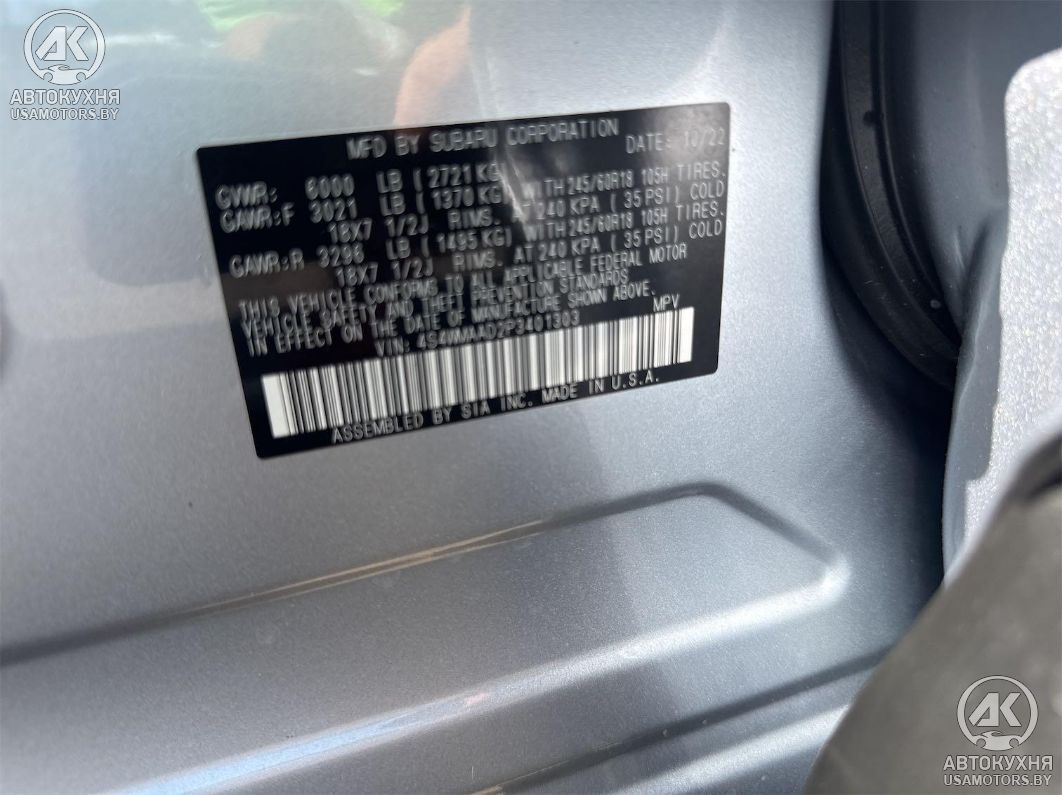 АК
АВТОКУХНЯ
USAMOTORS.BY
MFD BY SUBARU CORPORATION DATE: 10/22
GVWR: 6000 LB (2721 KG)
GAWR:F 3021 LB (1370 KG) WITH 245/60R18 105H TIRES.
18X7 1/2J RIMS. AT 240 KPA (35 PSI) COLD
GAWR:R 3296 LB (1495 KG) WITH 245/60R18 105H TIRES.
18X7 1/2J RIMS. AT 240 KPA (35 PSI) COLD
THIS VEHICLE CONFORMS TO ALL APPLICABLE FEDERAL MOTOR
VEHICLE SAFETY AND THEFT PREVENTION STANDARDS
IN EFFECT ON THE DATE OF MANUFACTURE SHOWN ABOVE.
VIN: 4S4WMAAD2P3401303 MPV
ASSEMBLED BY SIA INC. MADE IN U.S.A.
АК
АВТОКУХНЯ
USAMOTORS.BY